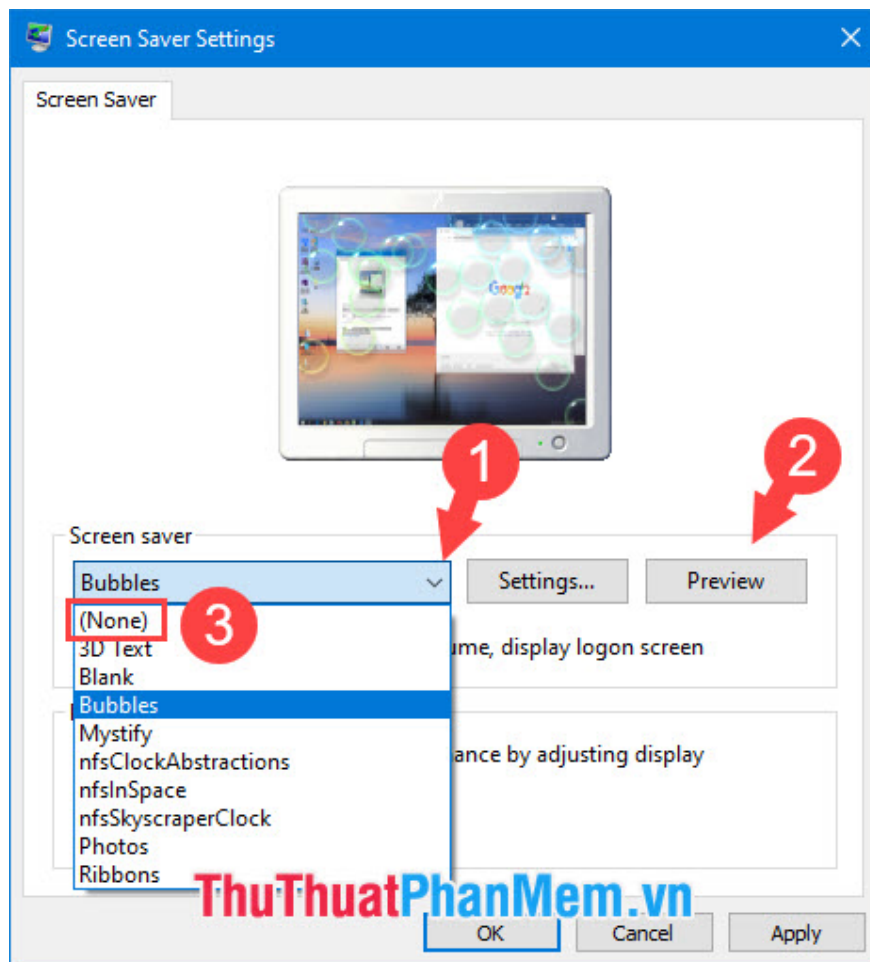 Screen Saver Settings
Screen Saver
Google
1
2
Screen saver
Bubbles
Settings...
Preview
(None)
3
3D Text
ume, display logon screen
Blank
Bubbles
Mystify
nfsClockAbstractions
ance by adjusting display
nfsInSpace
nfsSkyscraperClock
Photos
Ribbons
ThuThuatPhanMem.vn
OK
Cancel
Apply